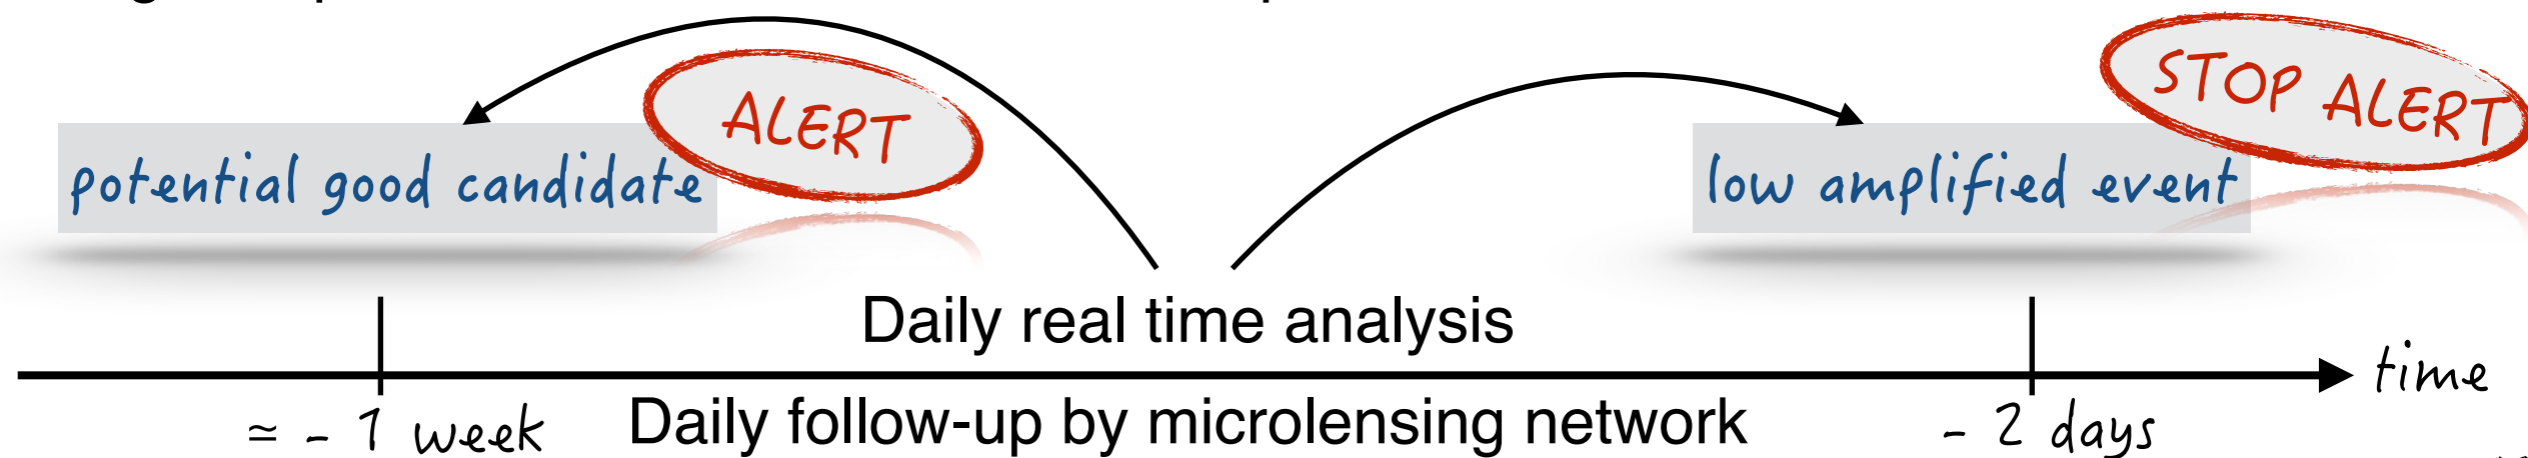 ALERT
STOP ALERT
potential good candidate
low amplified event
Daily real time analysis
time
≃ - 1 week
Daily follow-up by microlensing network
- 2 days